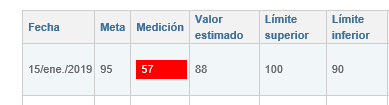 Fecha Meta Medición Valor estimado Límite superior Límite inferior
15/ene./2019 95 57 88 100 90